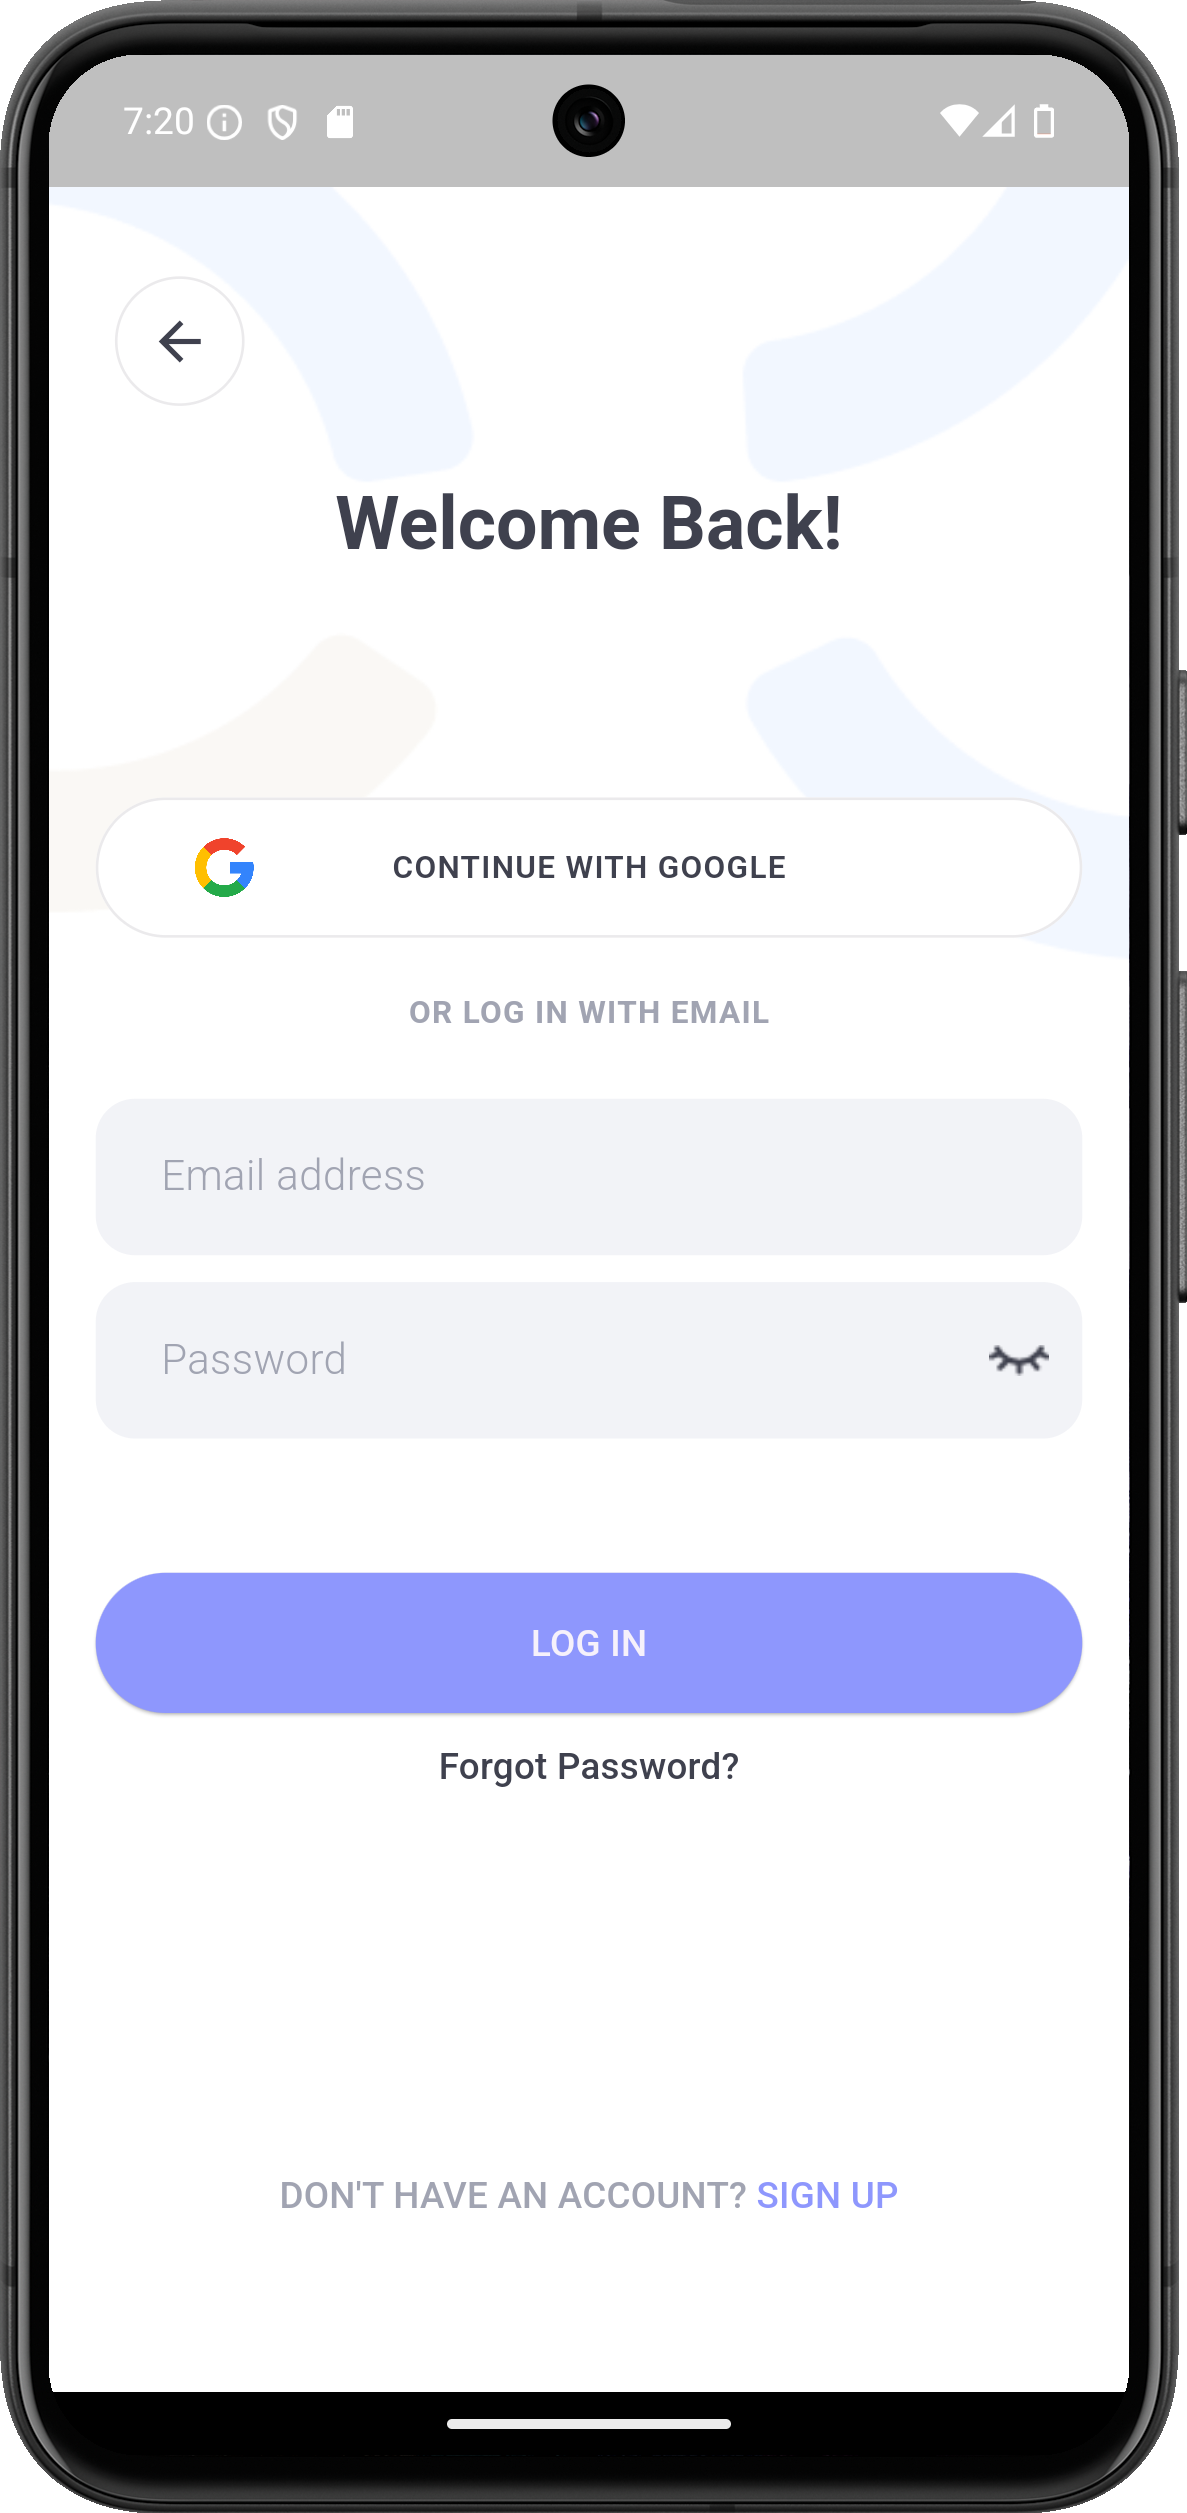 7:20
Welcome Back!
CONTINUE WITH GOOGLE
OR LOG IN WITH EMAIL
Email address
Password
LOG IN
Forgot Password?
DON'T HAVE AN ACCOUNT? SIGN UP